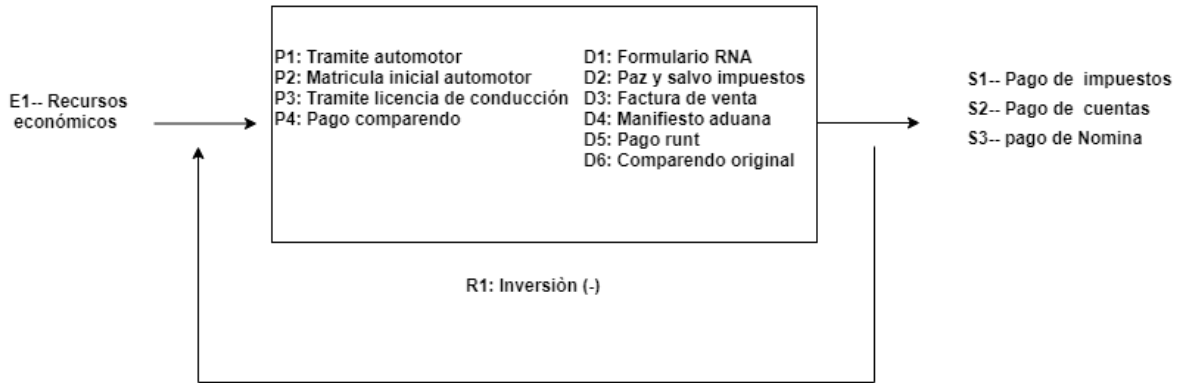 E1-- Recursos
económicos
P1: Tramite automotor
P2: Matricula inicial automotor
P3: Tramite licencia de conducción
P4: Pago comparendo
D1: Formulario RNA
D2: Paz y salvo impuestos
D3: Factura de venta
D4: Manifiesto aduana
D5: Pago runt
D6: Comparendo original
S1-- Pago de impuestos
S2-- Pago de cuentas
S3-- pago de Nomina
R1: Inversiòn (-)